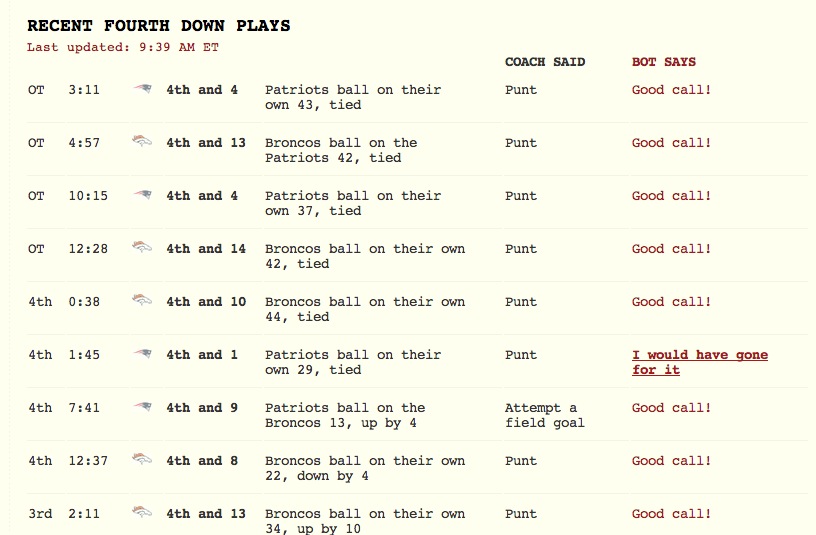 RECENT FOURTH DOWN PLAYS
Last updated: 9:39 AM ET
COACH SAID BOT SAYS
OT 3:11 4th and 4 Patriots ball on their Punt Good call!
own 43, tied
OT 4:57 4th and 13 Broncos ball on the Punt Good call!
Patriots 42, tied
OT 10:15 4th and 4 Patriots ball on their Punt Good call!
own 37, tied
OT 12:28 4th and 14 Broncos ball on their own Punt Good call!
42, tied
4th 0:38 4th and 10 Broncos ball on their own Punt Good call!
44, tied
4th 1:45 4th and 1 Patriots ball on their Punt I would have gone
own 29, tied for it
4th 7:41 4th and 9 Patriots ball on the Attempt a Good call!
Broncos 13, up by 4 field goal
4th 12:37 4th and 8 Broncos ball on their own Punt Good call!
22, down by 4
3rd 2:11 4th and 13 Broncos ball on their own Punt Good call!
34, up by 10